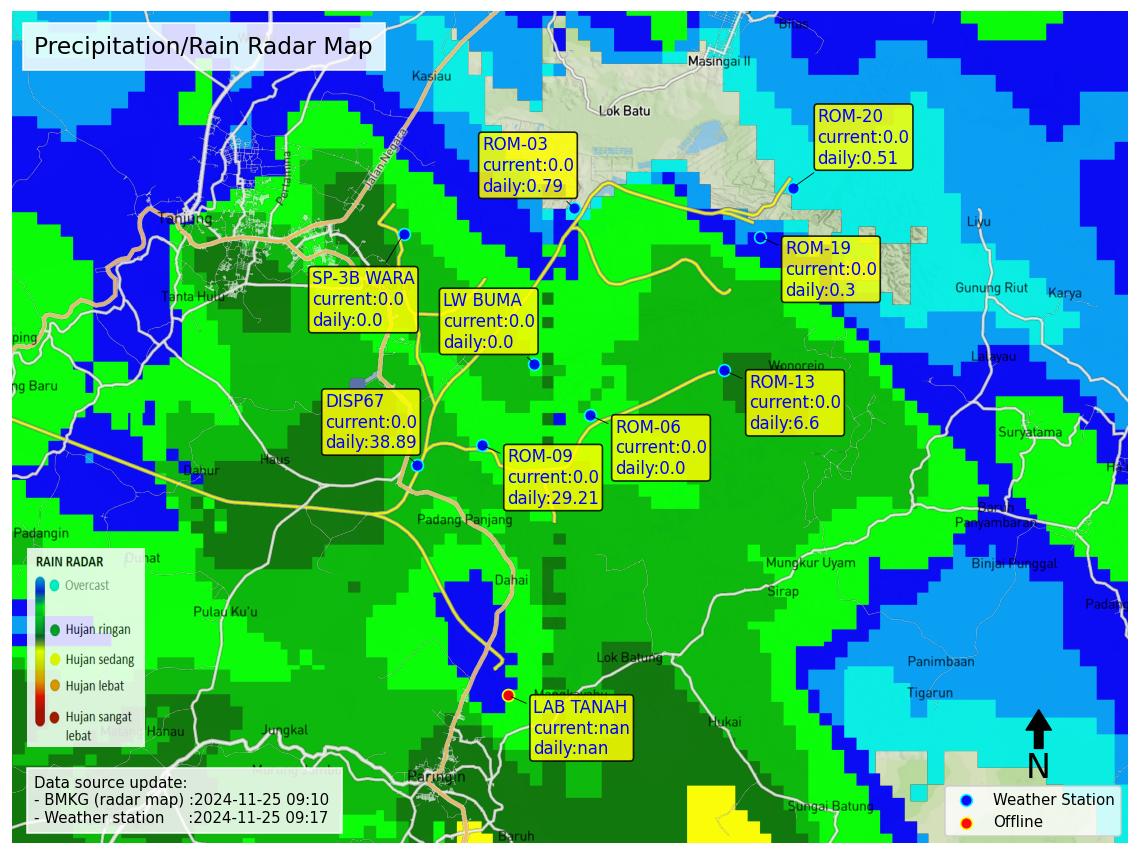 Precipitation/Rain Radar Map
Kasiau
Masingai II
Lok Batu
Jalan Negara
Pertamina
Tanjung
ROM-03
current:0.0
daily:0.79
ROM-20
current:0.0
daily:0.51
Liyu
ROM-19
current:0.0
daily:0.3
SP-3B WARA
current:0.0
daily:0.0
LW BUMA
current:0.0
daily:0.0
Tanta Hulu
Gunung Riut
Karya
ping
Lalayau
Wonorejo
ng Baru
ROM-13
current:0.0
daily:6.6
DISP67
current:0.0
daily:38.89
ROM-06
current:0.0
daily:0.0
Suryatama
ROM-09
current:0.0
daily:29.21
Haus
Dahur
Baruh
Panyambaran
Padang Panjang
Padangin
Mungkur Uyam
Binjai Punggal
Dahai
Sirap
Padang
Pulau Ku'u
Lok Batung
Panimbaan
Tigarun
LAB TANAH
current:nan
daily:nan
Hukai
Jungkal
Paringin
Sungai Batung
Baruh
RAIN RADAR
Overcast
Hujan ringan
Hujan sedang
Hujan lebat
Hujan sangat
lebat
Data source update:
- BMKG (radar map) :2024-11-25 09:10
- Weather station :2024-11-25 09:17
N
Weather Station
Offline